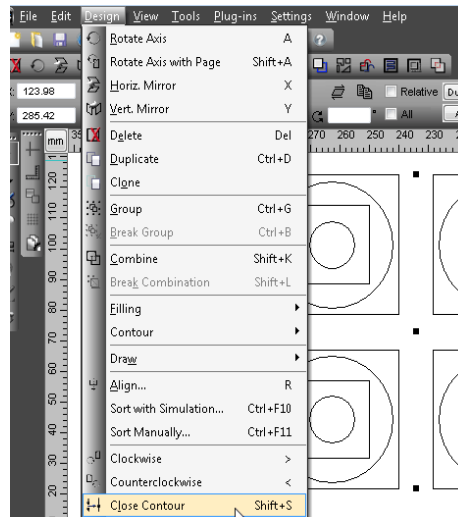 File Edit Design View Tools Plug-ins Settings Window Help
Rotate Axis A
Rotate Axis with Page Shift+A
Horiz. Mirror X
123.98
Relative
Vert. Mirror Y
285.42
All
Delete Del
mm
270 260 250 240 230
Duplicate Ctrl+D
Clone
120
Group Ctrl+G
110
Break Group Ctrl+B
100
Combine Shift+K
90
Break Combination Shift+L
80
Filling
Contour
70
Draw
60
Align... R
50
Sort with Simulation... Ctrl+F10
40
Sort Manually... Ctrl+F11
30
Clockwise >
Counterclockwise <
20
Close Contour Shift+S